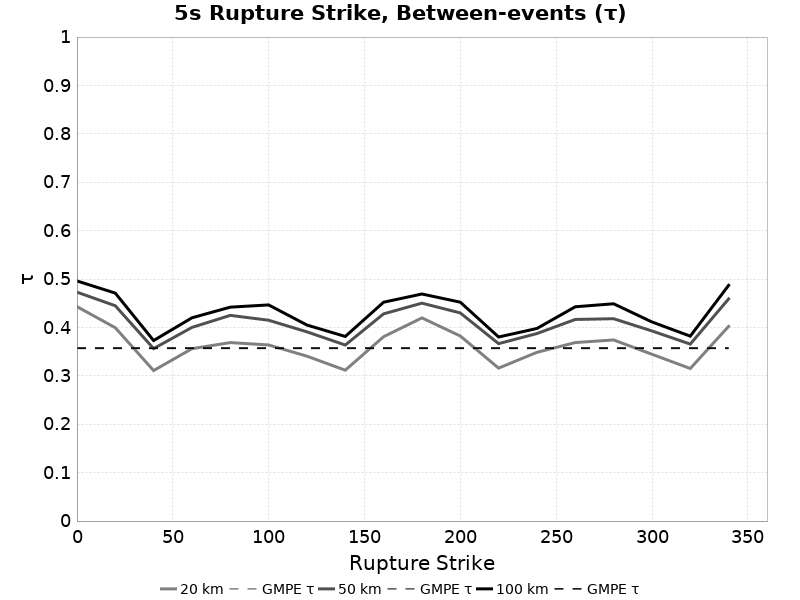 5s Rupture Strike, Between-events (τ)
1
0.9
0.8
0.7
0.6
0.5
0.4
0.3
0.2
0.1
0
τ
0 50 100 150 200 250 300 350
Rupture Strike
20 km GMPE τ 50 km GMPE τ 100 km GMPE τ